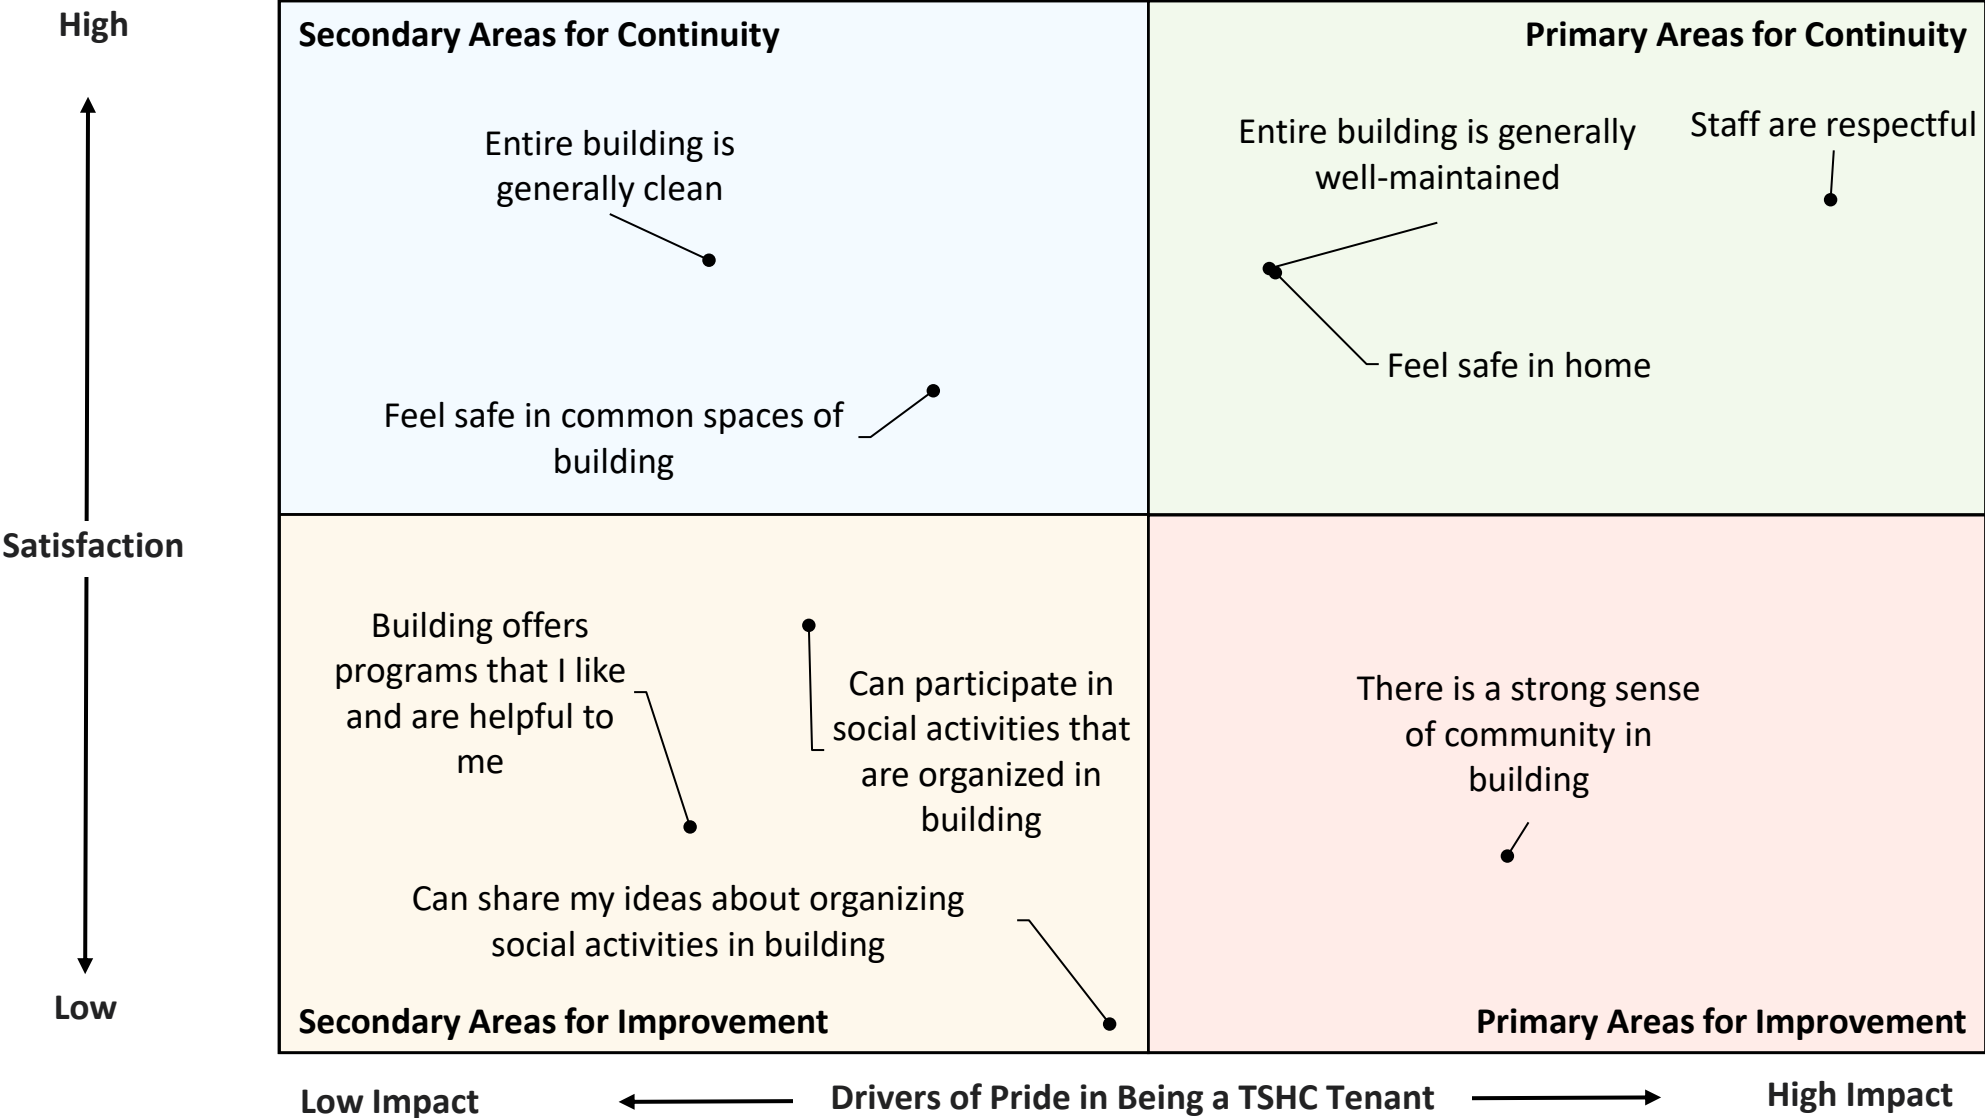 High
Satisfaction
Low
Secondary Areas for Continuity
Entire building is
generally clean
Feel safe in common spaces of
building
Primary Areas for Continuity
Entire building is generally
well-maintained
Staff are respectful
Feel safe in home
Building offers
programs that I like
and are helpful to
me
Can participate in
social activities that
are organized in
building
Can share my ideas about organizing
social activities in building
Secondary Areas for Improvement
There is a strong sense
of community in
building
Primary Areas for Improvement
Low Impact
Drivers of Pride in Being a TSHC Tenant
High Impact